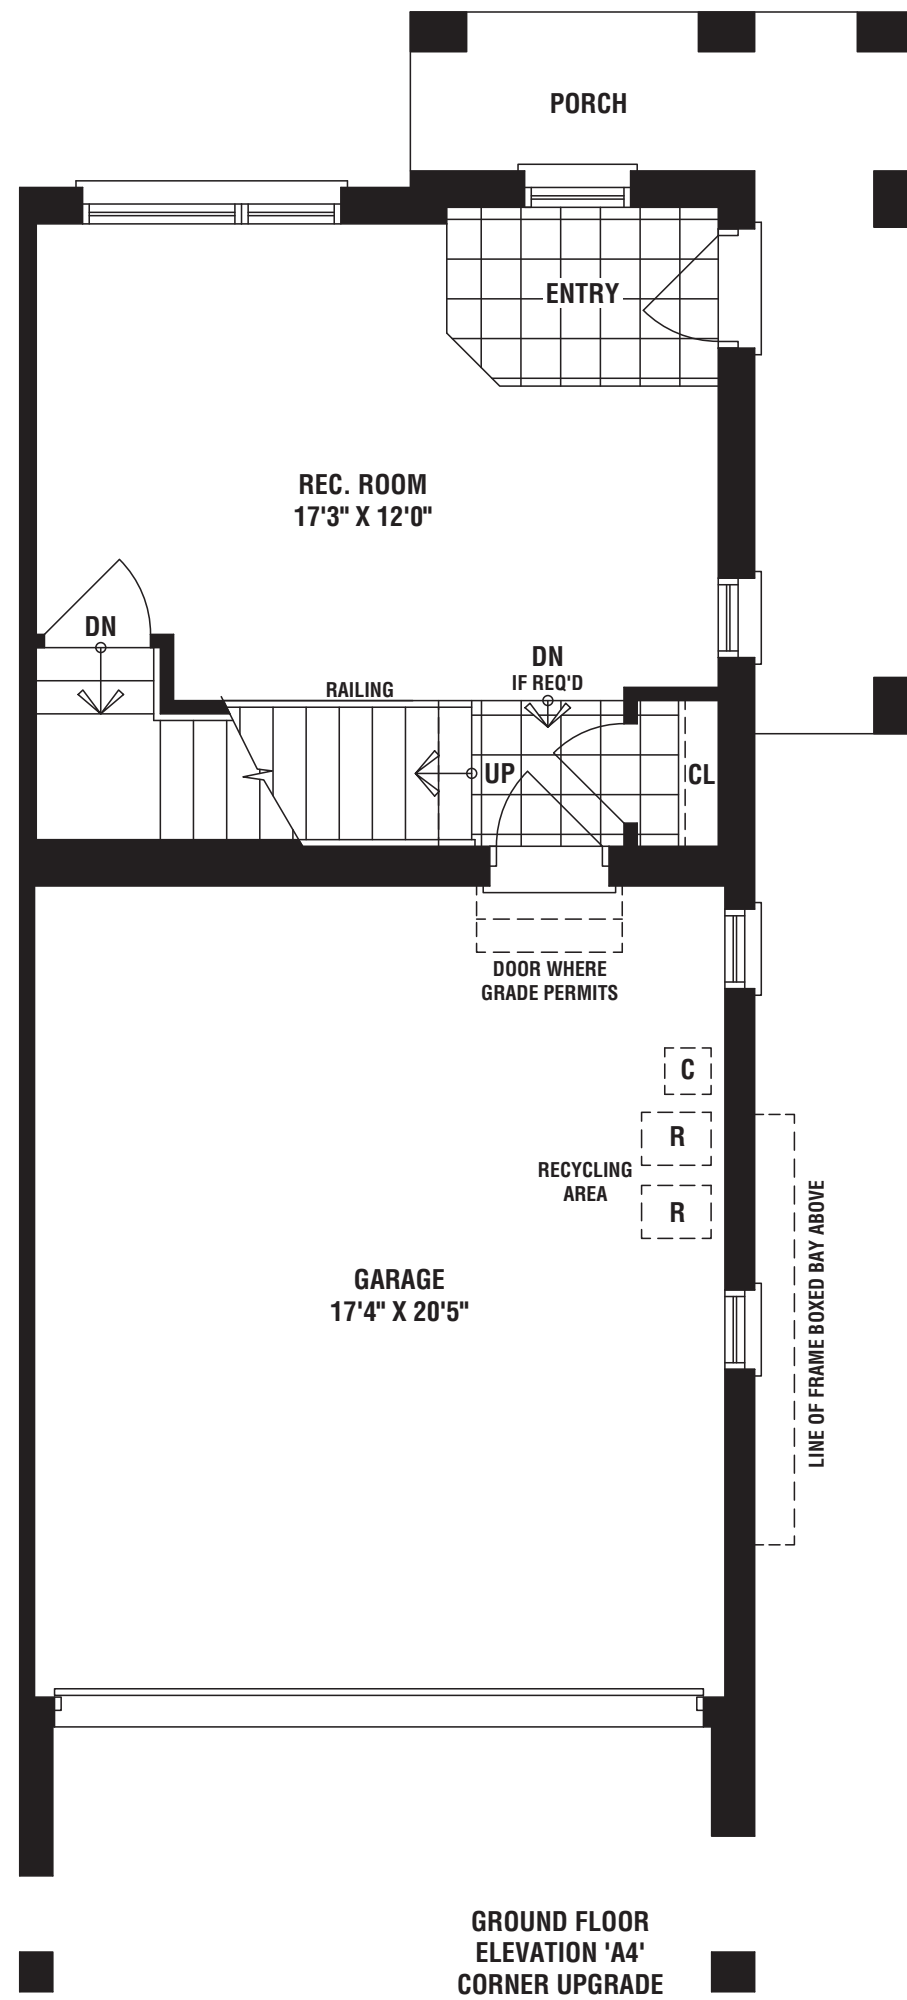 PORCH
ENTRY
REC. ROOM
17'3" X 12'0"
DN
DN
IF REQ'D
RAILING
UP
CL
DOOR WHERE
GRADE PERMITS
C
R
RECYCLING
AREA
R
GARAGE
17'4" X 20'5"
LINE OF FRAME BOXED BAY ABOVE
GROUND FLOOR
ELEVATION 'A4'
CORNER UPGRADE